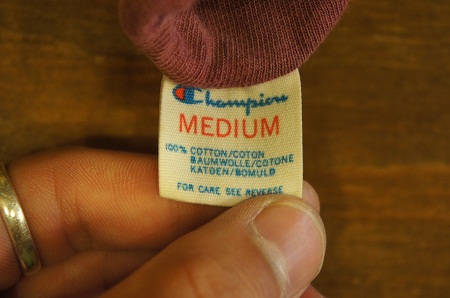 Champion
MEDIUM
100% COTTON/COTON
BAUMWOLLE/COTONE
KATOEN/BOMULD
FOR CARE SEE REVERSE